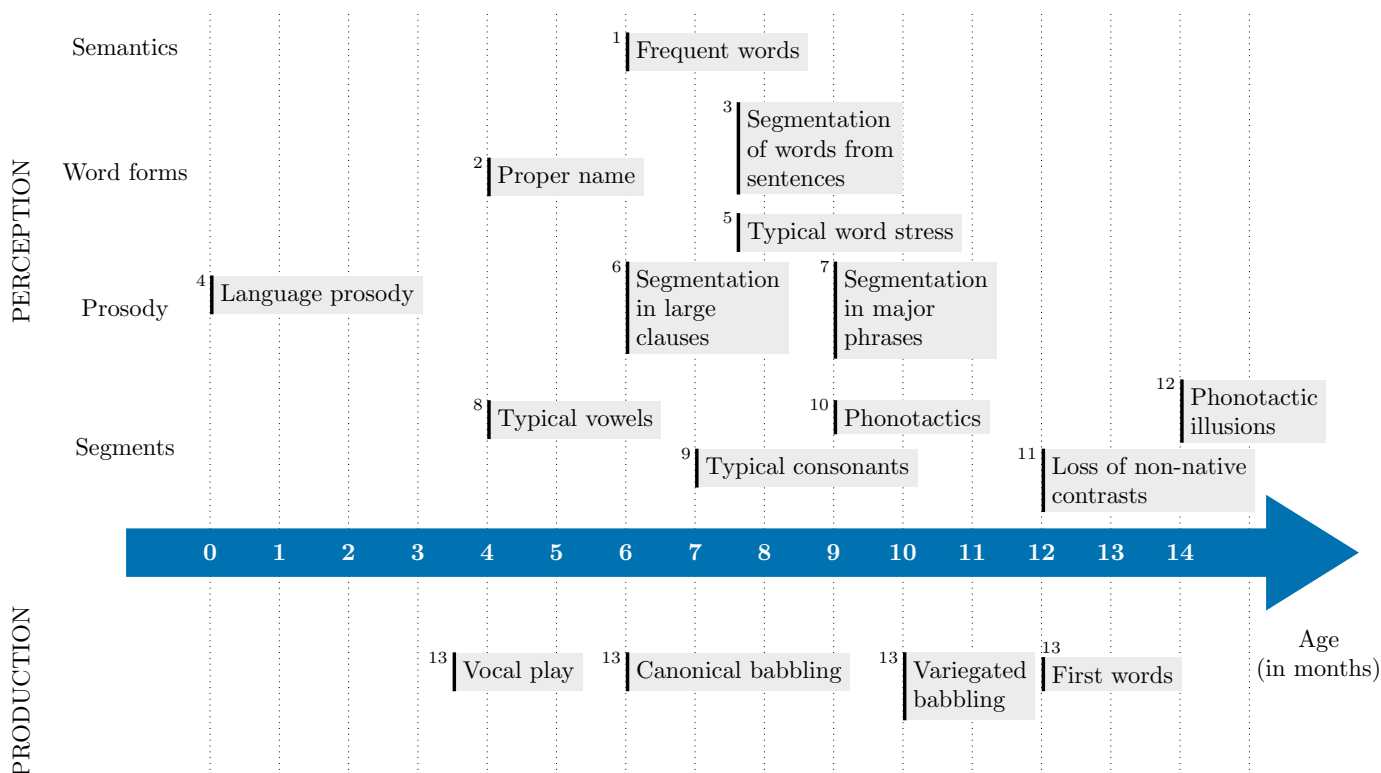 PERCEPTION
Semantics
1 Frequent words
Word forms
2 Proper name
3 Segmentation
of words from
sentences
Prosody
4 Language prosody
5 Typical word stress
6 Segmentation
in large
clauses
7 Segmentation
in major
phrases
Segments
8 Typical vowels
9 Typical consonants
10 Phonotactics
11 Loss of non-native
contrasts
12 Phonotactic
illusions
0 1 2 3 4 5 6 7 8 9 10 11 12 13 14
Age
(in months)
PRODUCTION
13 Vocal play
13 Canonical babbling
13 Variegated
babbling
13 First words